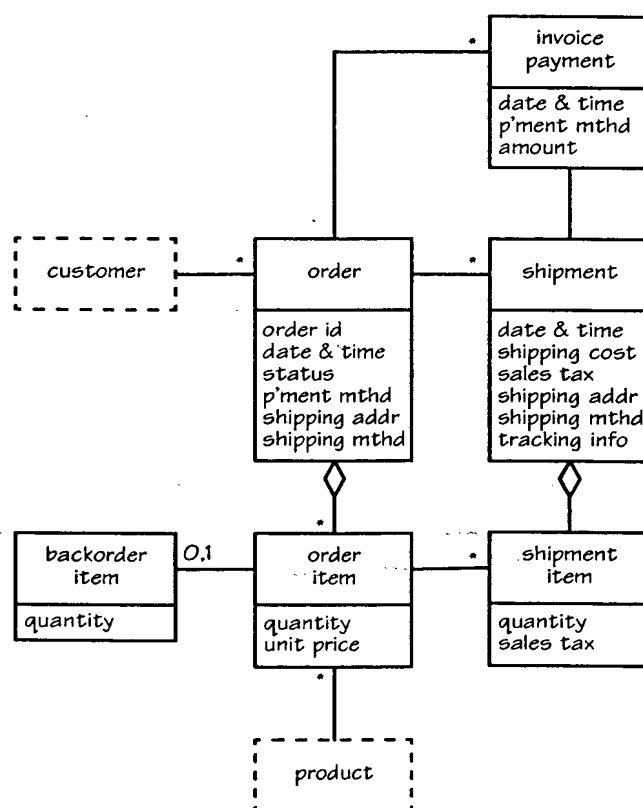 *
invoice
payment
date & time
p'ment mthd
amount
customer
*
order
*
shipment
order id
date & time
status
p'ment mthd
shipping addr
shipping mthd
date & time
shipping cost
sales tax
shipping addr
shipping mthd
tracking info
*
backorder
item
0,1
order
item
*
shipment
item
quantity
quantity
unit price
quantity
sales tax
*
product